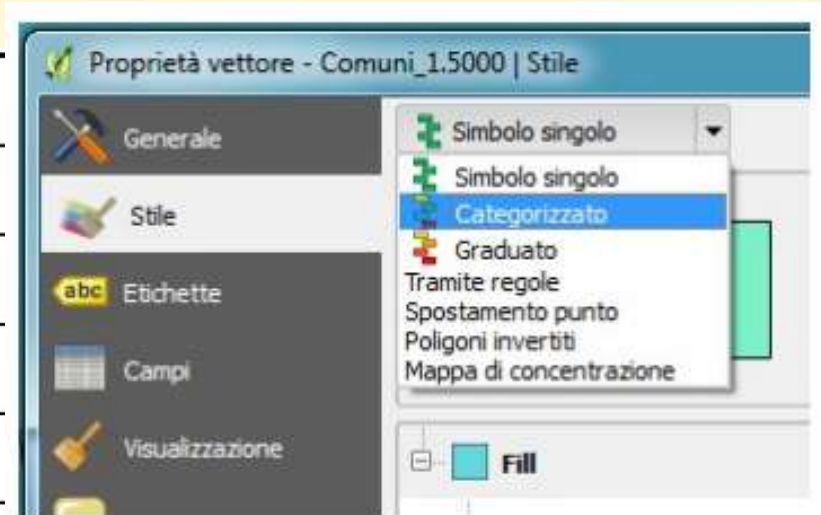 Proprietà vettore - Comuni_1.5000 | Stile
Generale
Stile
abc Etichette
Campi
Visualizzazione
Simbolo singolo
Simbolo singolo
Categorizzato
Graduato
Tramite regole
Spostamento punto
Poligoni invertiti
Mappa di concentrazione
Fill